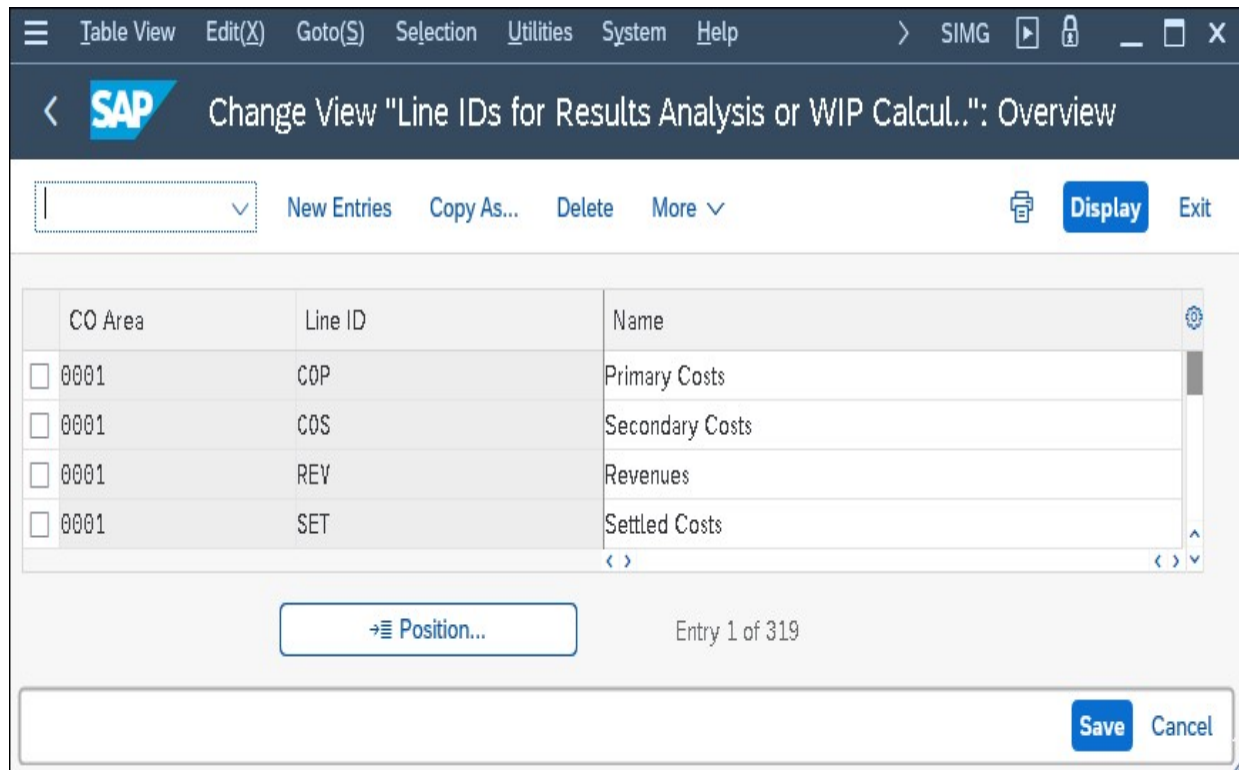 Table View Edit(X) Goto(S) Selection Utilities System Help SIMG
SAP Change View "Line IDs for Results Analysis or WIP Calcul..": Overview
New Entries Copy As... Delete More Display Exit
CO Area Line ID Name
0001 COP Primary Costs
0001 COS Secondary Costs
0001 REV Revenues
0001 SET Settled Costs
Position... Entry 1 of 319
Save Cancel